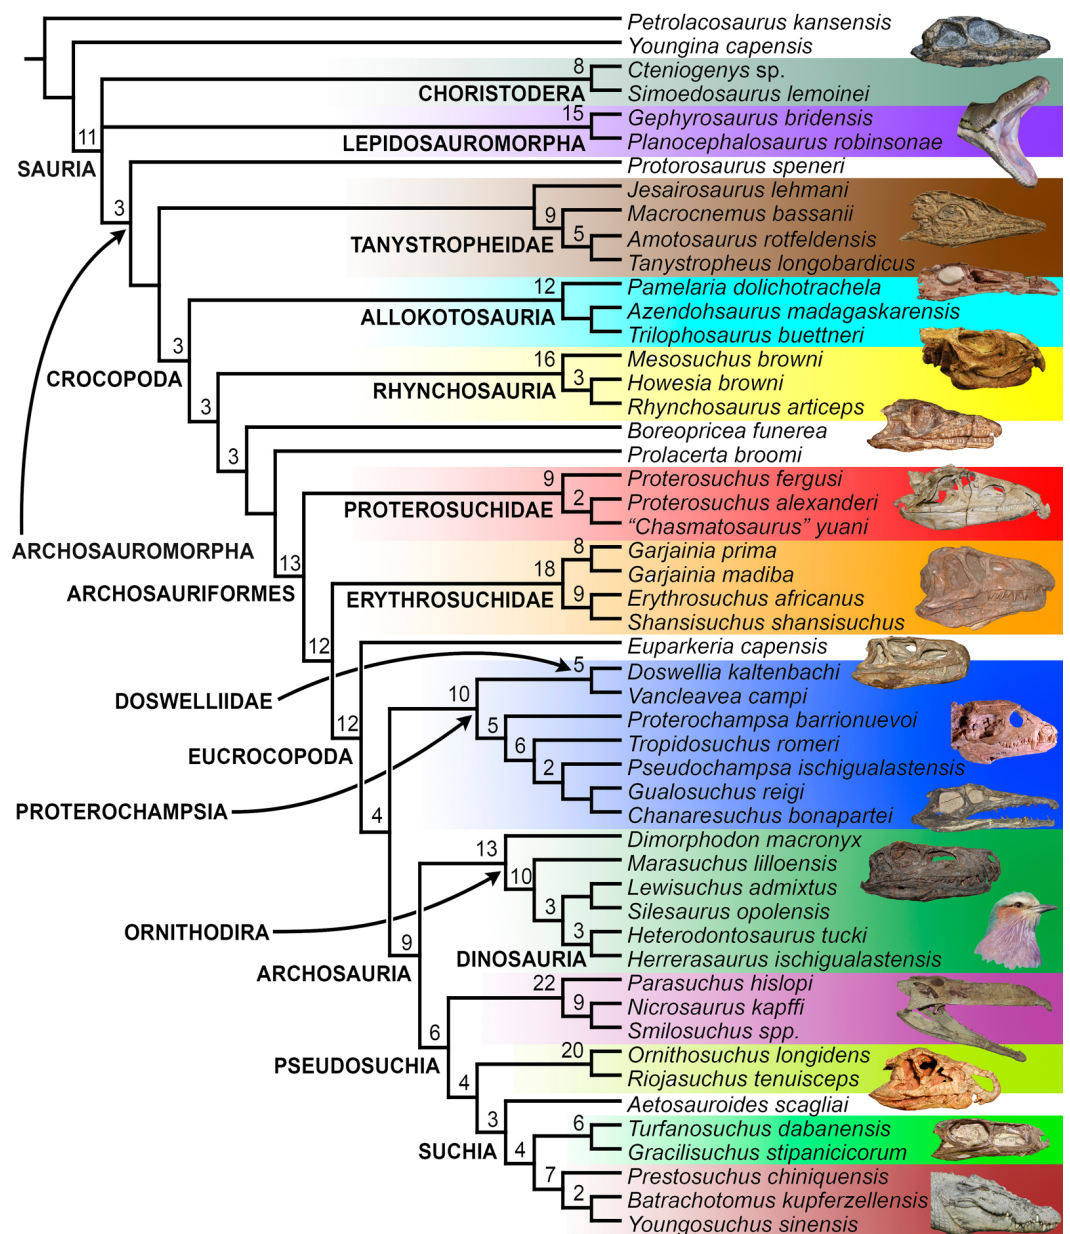 Petrolacosaurus kansensis
Youngina capensis
8
Cteniogenys sp.
CHORISTODERA
Simoedosaurus lemoinei
15
Gephyrosaurus bridensis
11
LEPIDOSAUROMORPHA
Planocephalosaurus robinsonae
SAURIA
Protorosaurus speneri
Jesairosaurus lehmani
3
9
Macrocnemus bassanii
TANYSTROPHEIDAE
5
Amotosaurus rotfeldensis
Tanystropheus longobardicus
12
Pamelaria dolichotrachela
ALLOKOTOSAURIA
Azendohsaurus madagaskarensis
Trilophosaurus buettneri
3
16
Mesosuchus browni
CROCOPODA
RHYNCHOSAURIA
3
Howesia browni
3
Rhynchosaurus articeps
Boreopricea funerea
3
Prolacerta broomi
9
Proterosuchus fergusi
PROTEROSUCHIDAE
2
Proterosuchus alexanderi
“Chasmatosaurus” yuani
ARCHOSAUROMORPHA
8
Garjainia prima
13
18
Garjainia madiba
ARCHOSAURIFORMES
ERYTHROSUCHIDAE
9
Erythrosuchus africanus
Shansisuchus shansisuchus
12
Euparkeria capensis
5
Doswellia kaltenbachi
DOSWELLIIDAE
10
Vancleavea campi
12
5
Proterochampsa barrionuevoi
EUCROCOPODA
6
Tropidosuchus romeri
2
Pseudochampsa ischigualastensis
PROTEROCHAMPSIA
4
Gualosuchus reigi
Chanaresuchus bonapartei
13
Dimorphodon macronyx
10
Marasuchus lilloensis
3
Lewisuchus admixtus
Silesaurus opolensis
ORNITHODIRA
9
3
Heterodontosaurus tucki
ARCHOSAURIA
DINOSAURIA
Herrerasaurus ischigualastensis
22
Parasuchus hislopi
9
Nicrosaurus kapffi
6
Smilosuchus spp.
PSEUDOSUCHIA
20
Ornithosuchus longidens
4
Riojasuchus tenuisceps
3
Aetosauroides scagliai
6
Turfanosuchus dabanensis
SUCHIA
4
Gracilisuchus stipanicicorum
7
Prestosuchus chiniquensis
2
Batrachotomus kupferzellensis
Youngosuchus sinensis